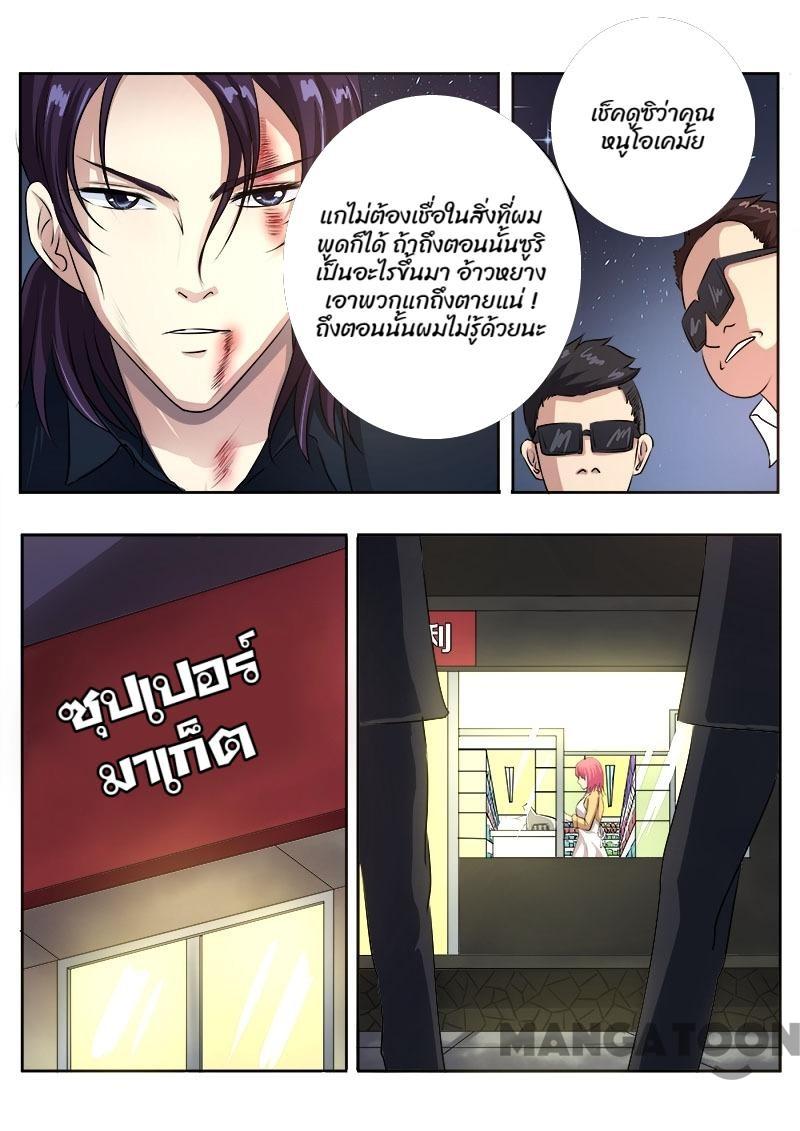 แกไม่ต้องเชื่อในสิ่งที่ผม
พูดก็ได้ ถ้าถึงตอนนั้นซูริ
เป็นอะไรขึ้นมา อ้าวหยาง
เอาพวกแกถึงตายแน่ !
ถึงตอนนั้นผมไม่รู้ด้วยนะ
เช็คดูซิว่าคุณ
หนูโอเคมั้ย
ซุปเปอร์
มาเก็ต
利
MANGATOON